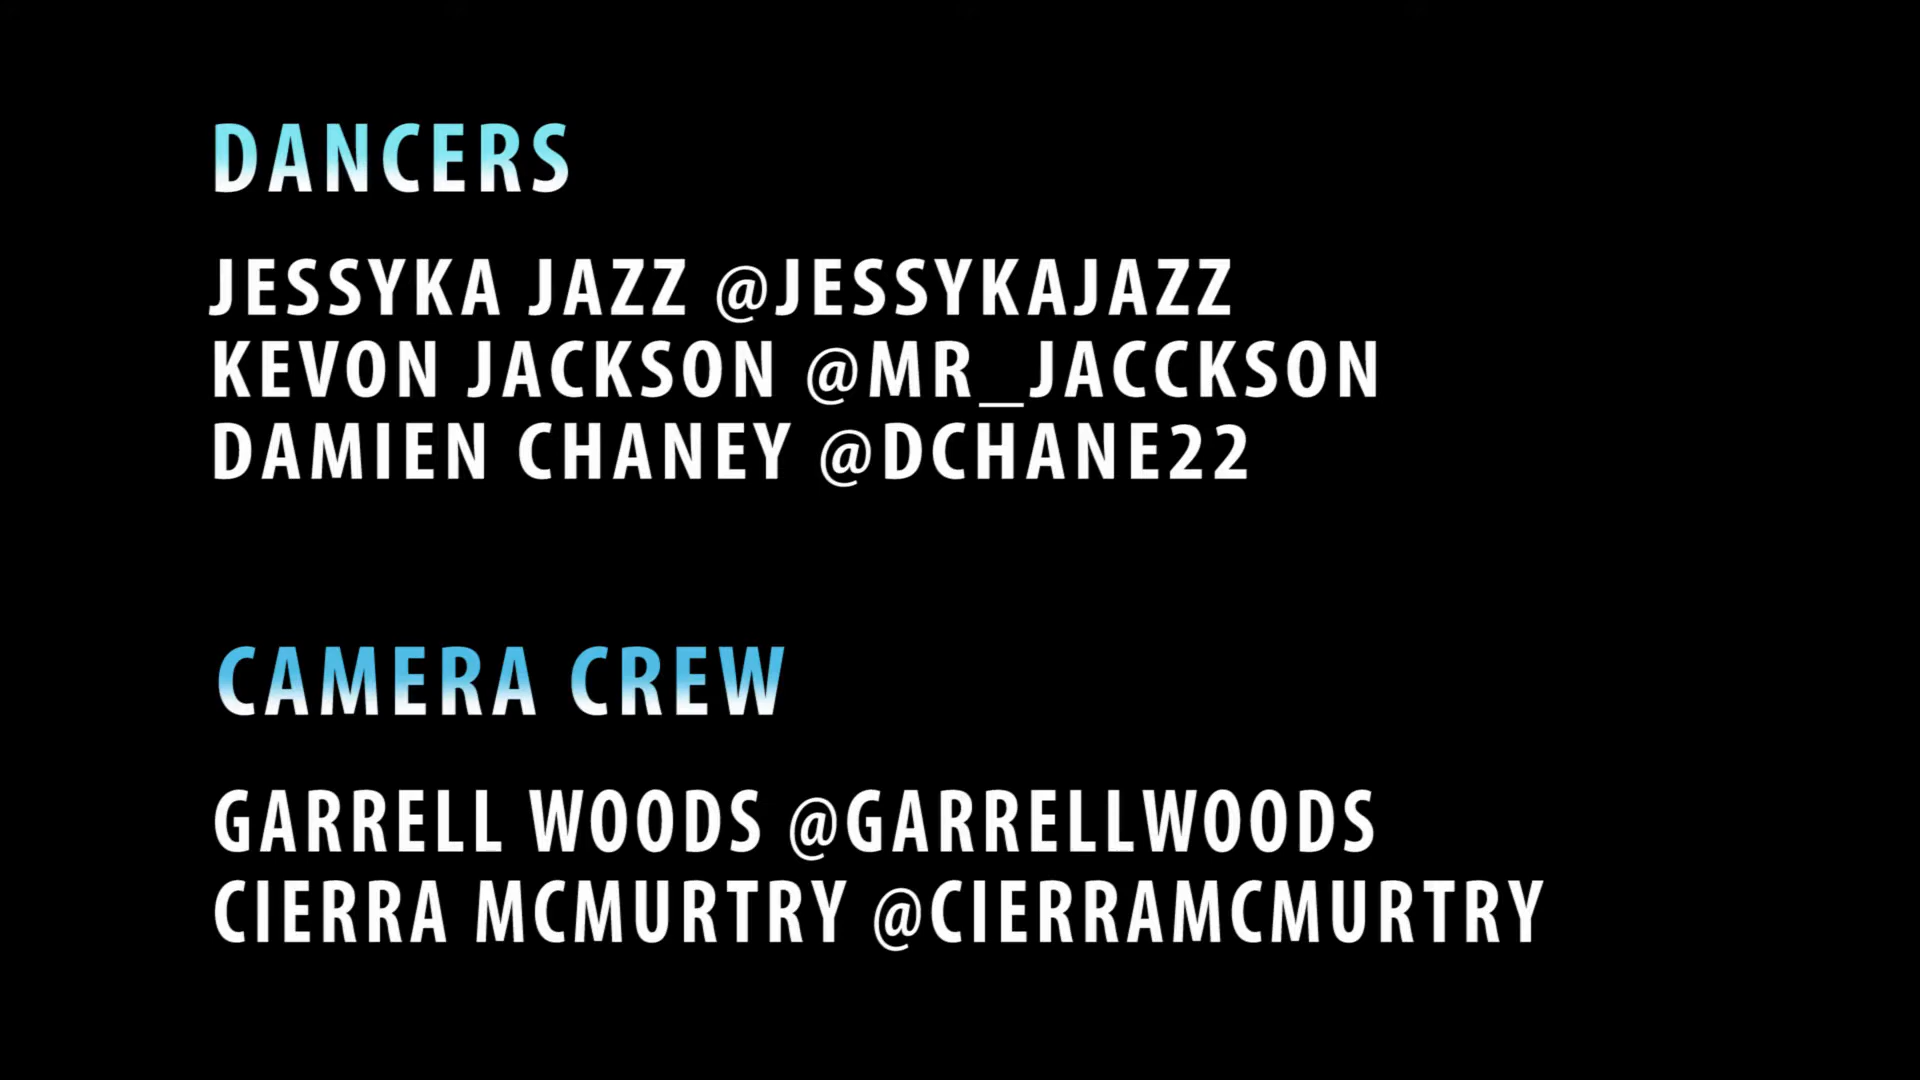 DANCERS
JESSYKA JAZZ @JESSYKAJAZZ
KEVON JACKSON @MR_JACCKSON
DAMIEN CHANEY @DCHANE22
CAMERA CREW
GARRELL WOODS @GARRELLWOODS
CIERRA MCMURTRY @CIERRAMCMURTRY